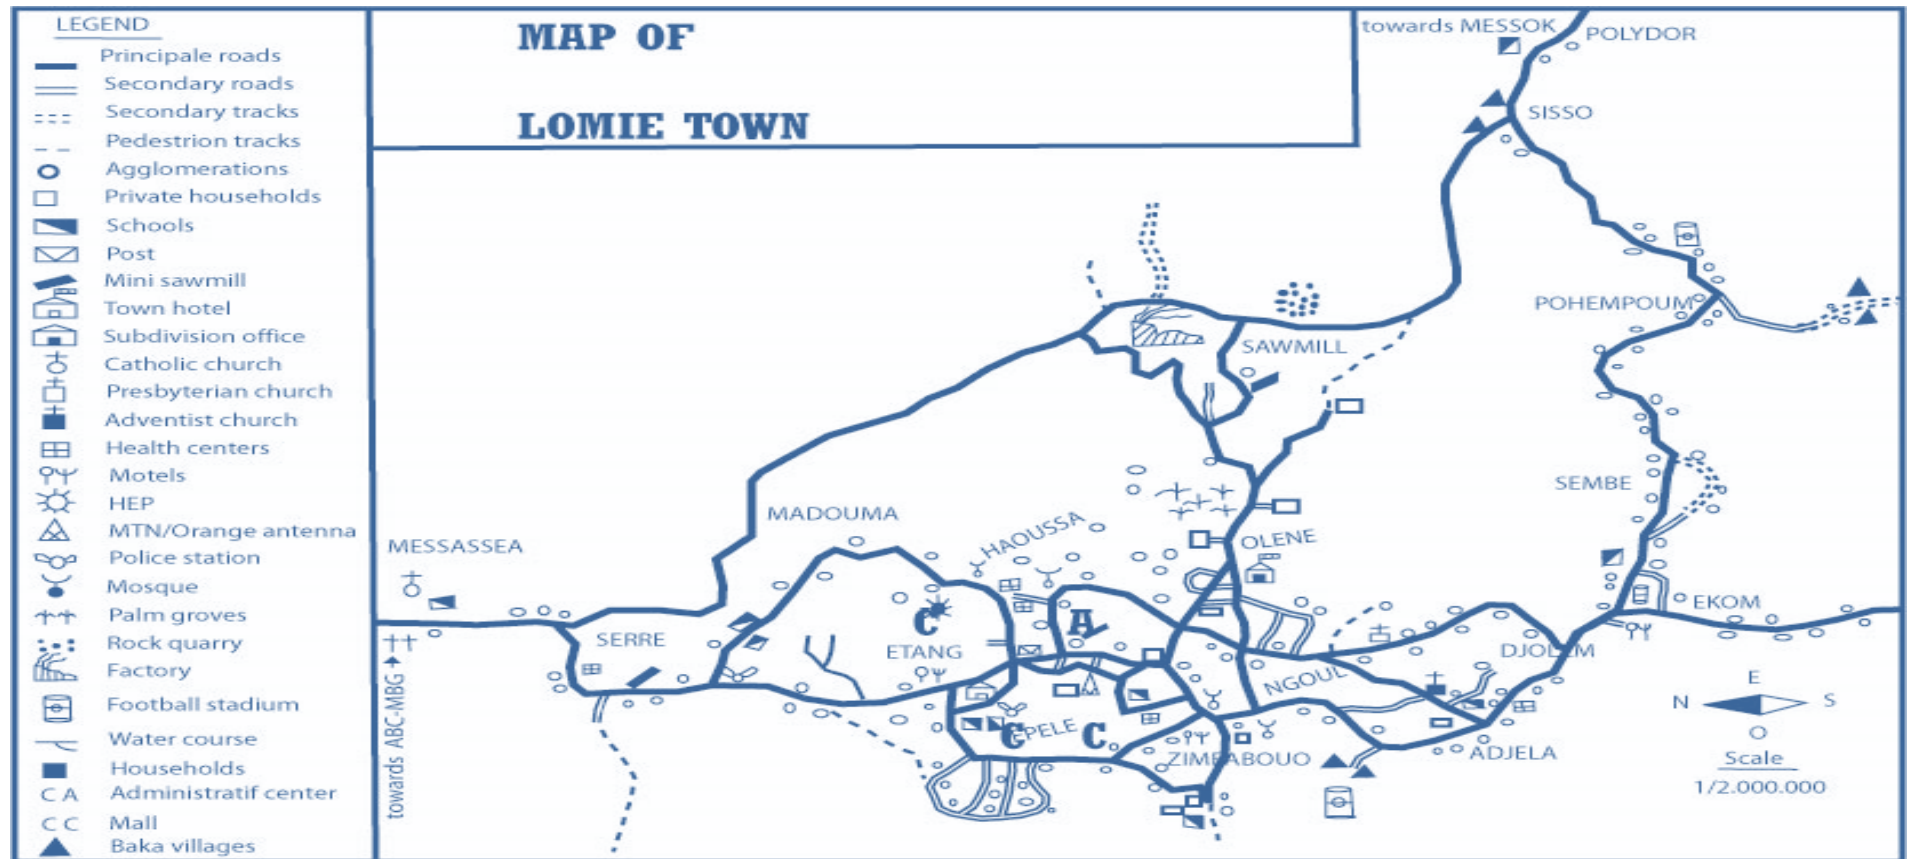 LEGEND
Principale roads
Secondary roads
Secondary tracks
Pedestrion tracks
Agglomerations
Private households
Schools
Post
Mini sawmill
Town hotel
Subdivision office
Catholic church
Presbyterian church
Adventist church
Health centers
Motels
HEP
MTN/Orange antenna
Police station
Mosque
Palm groves
Rock quarry
Factory
Football stadium
Water course
Households
C A Administratif center
C C Mall
Baka villages
MAP OF
LOMIE TOWN
towards MESSOK
POLYDOR
SISSO
POHEMPOUM
SAWMILL
SEMBE
MADOUMA
HAOUSSA
OLENE
MESSASSEA
EKOM
SERRE
C
A
ETANG
DJOLEM
NGOUL
EPELE
C C
ZIMBABOUO
ADJELA
towards ABC-MBG
E
N S
O
Scale
1/2.000.000